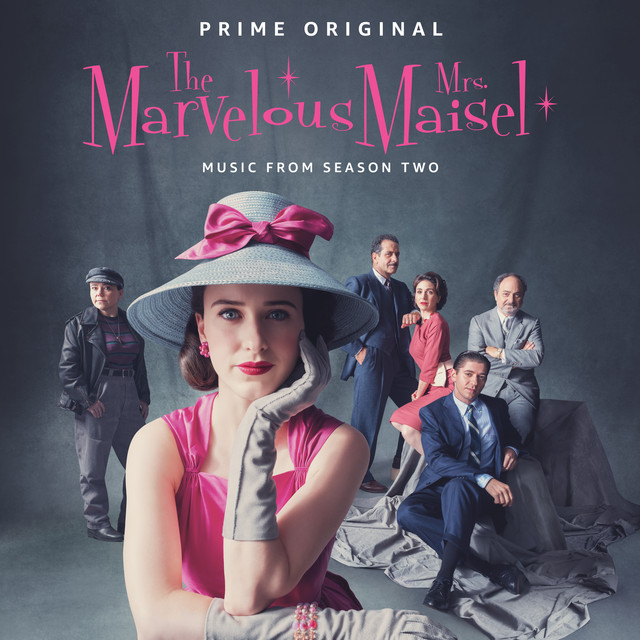 PRIME ORIGINAL
The Mrs.
Marvelous Maisel
MUSIC FROM SEASON TWO